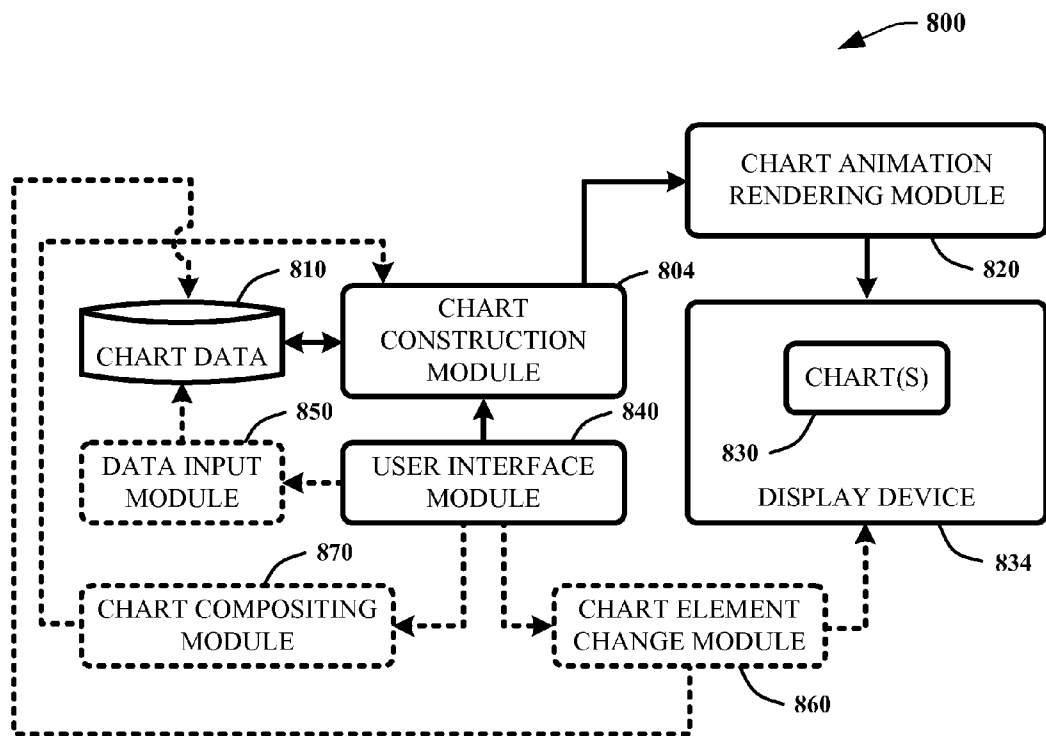 800
CHART ANIMATION
RENDERING MODULE
820
810
804
CHART DATA
CHART
CONSTRUCTION
MODULE
CHART(S)
830
DISPLAY DEVICE
834
850
840
DATA INPUT
MODULE
USER INTERFACE
MODULE
870
CHART COMPOSITING
MODULE
CHART ELEMENT
CHANGE MODULE
860